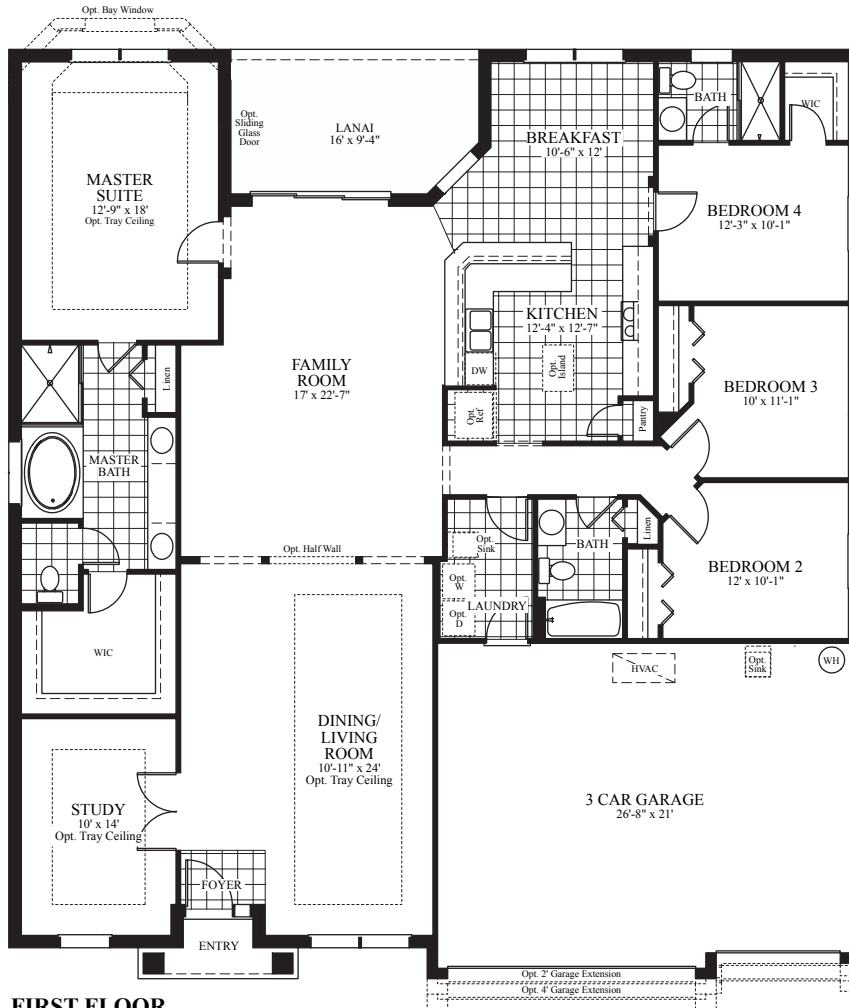 Opt. Bay Window
Opt.
Sliding
Glass
Door
LANAI
16' x 9'-4"
BREAKFAST
10'-6" x 12'
BATH
WIC
MASTER
SUITE
12'-9" x 18'
Opt. Tray Ceiling
BEDROOM 4
12'-3" x 10'-1"
KITCHEN
12'-4" x 12'-7"
FAMILY
ROOM
17' x 22'-7"
DW
Opt.
Island
Linen
BEDROOM 3
10' x 11'-1"
Opt.
Ref
Pantry
MASTER
BATH
Opt. Half Wall
Opt.
Sink
BATH
Linen
Opt.
W
BEDROOM 2
12' x 10'-1"
LAUNDRY
Opt.
D
WIC
HVAC
Opt.
Sink
WH
DINING/
LIVING
ROOM
10'-11" x 24'
Opt. Tray Ceiling
STUDY
10' x 14'
Opt. Tray Ceiling
3 CAR GARAGE
26'-8" x 21'
FOYER
ENTRY
Opt. 2' Garage Extension
Opt. 4' Garage Extension
FIRST FLOOR